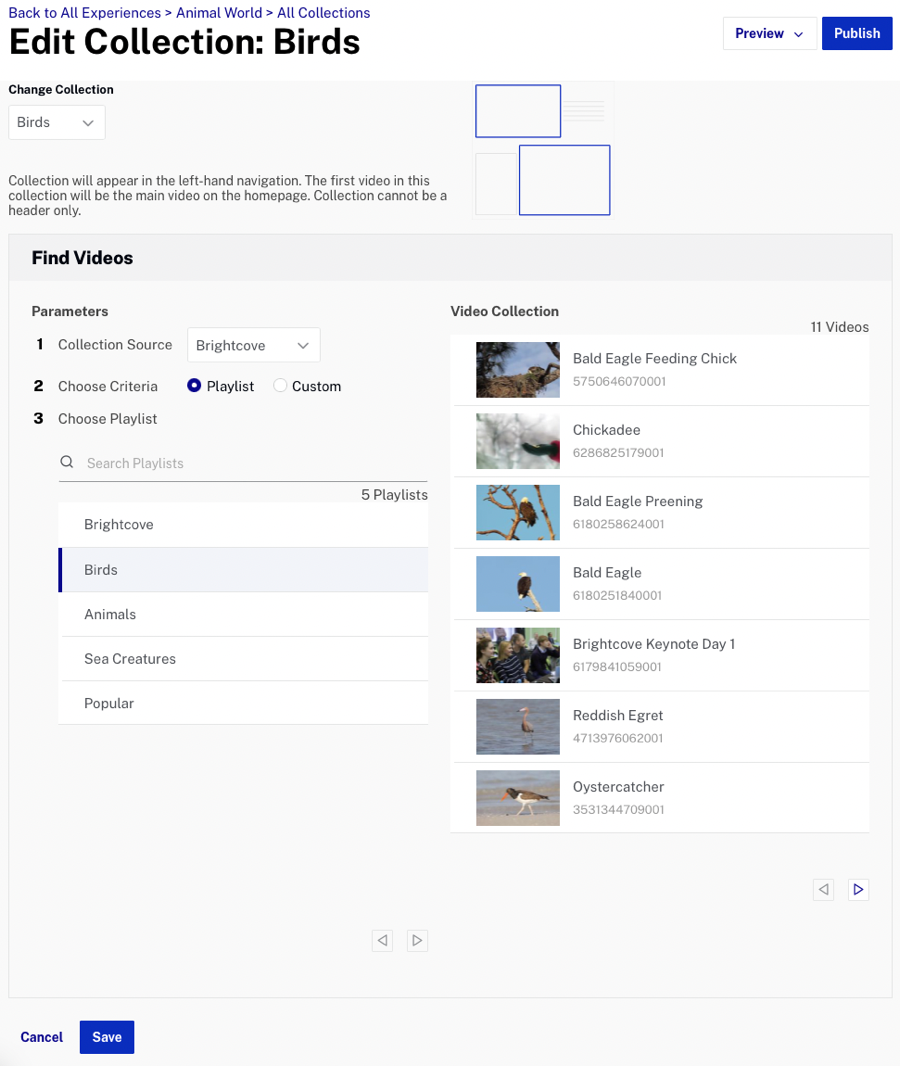 Back to All Experiences > Animal World > All Collections
Edit Collection: Birds
Preview
Publish
Change Collection
Birds
Collection will appear in the left-hand navigation. The first video in this
collection will be the main video on the homepage. Collection cannot be a
header only.
Find Videos
Parameters
1 Collection Source Brightcove
2 Choose Criteria Playlist Custom
3 Choose Playlist
Search Playlists
5 Playlists
Brightcove
Birds
Animals
Sea Creatures
Popular
Video Collection
11 Videos
Bald Eagle Feeding Chick
5750646070001
Chickadee
6286825179001
Bald Eagle Preening
6180258624001
Bald Eagle
6180251840001
Brightcove Keynote Day 1
6179841059001
Reddish Egret
4713976062001
Oystercatcher
3531344709001
Cancel
Save